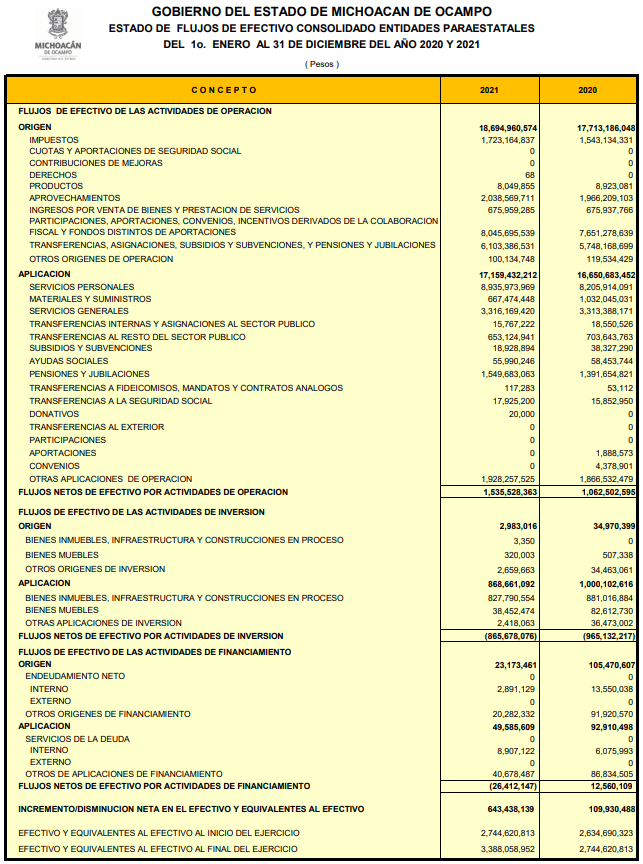 MICHOACÁN
DE OCAMPO
GOBIERNO DEL ESTADO DE MICHOACAN DE OCAMPO
ESTADO DE FLUJOS DE EFECTIVO CONSOLIDADO ENTIDADES PARAESTATALES
DEL 1o. ENERO AL 31 DE DICIEMBRE DEL AÑO 2020 Y 2021
( Pesos )
C O N C E P T O 2021 2020
FLUJOS DE EFECTIVO DE LAS ACTIVIDADES DE OPERACION
ORIGEN 18,694,960,574 17,713,186,048
IMPUESTOS 1,723,164,837 1,543,134,331
CUOTAS Y APORTACIONES DE SEGURIDAD SOCIAL 0 0
CONTRIBUCIONES DE MEJORAS 0 0
DERECHOS 68 0
PRODUCTOS 8,049,855 8,923,081
APROVECHAMIENTOS 2,038,569,711 1,966,209,103
INGRESOS POR VENTA DE BIENES Y PRESTACION DE SERVICIOS 675,959,285 675,937,766
PARTICIPACIONES, APORTACIONES, CONVENIOS, INCENTIVOS DERIVADOS DE LA COLABORACION
FISCAL Y FONDOS DISTINTOS DE APORTACIONES 8,045,695,539 7,651,278,639
TRANSFERENCIAS, ASIGNACIONES, SUBSIDIOS Y SUBVENCIONES, Y PENSIONES Y JUBILACIONES 6,103,386,531 5,748,168,699
OTROS ORIGENES DE OPERACION 100,134,748 119,534,429
APLICACION 17,159,432,212 16,650,683,452
SERVICIOS PERSONALES 8,935,973,969 8,205,914,091
MATERIALES Y SUMINISTROS 667,474,448 1,032,045,031
SERVICIOS GENERALES 3,316,169,420 3,313,388,171
TRANSFERENCIAS INTERNAS Y ASIGNACIONES AL SECTOR PUBLICO 15,767,222 18,550,526
TRANSFERENCIAS AL RESTO DEL SECTOR PUBLICO 653,124,941 703,643,763
SUBSIDIOS Y SUBVENCIONES 18,928,894 38,327,290
AYUDAS SOCIALES 55,990,246 58,453,744
PENSIONES Y JUBILACIONES 1,549,683,063 1,391,654,821
TRANSFERENCIAS A FIDEICOMISOS, MANDATOS Y CONTRATOS ANALOGOS 117,283 53,112
TRANSFERENCIAS A LA SEGURIDAD SOCIAL 17,925,200 15,852,950
DONATIVOS 20,000 0
TRANSFERENCIAS AL EXTERIOR 0 0
PARTICIPACIONES 0 0
APORTACIONES 0 1,888,573
CONVENIOS 0 4,378,901
OTRAS APLICACIONES DE OPERACION 1,928,257,525 1,866,532,479
FLUJOS NETOS DE EFECTIVO POR ACTIVIDADES DE OPERACION 1,535,528,363 1,062,502,595
FLUJOS DE EFECTIVO DE LAS ACTIVIDADES DE INVERSION
ORIGEN 2,983,016 34,970,399
BIENES INMUEBLES, INFRAESTRUCTURA Y CONSTRUCCIONES EN PROCESO 3,350 0
BIENES MUEBLES 320,003 507,338
OTROS ORIGENES DE INVERSION 2,659,663 34,463,061
APLICACION 868,661,092 1,000,102,616
BIENES INMUEBLES, INFRAESTRUCTURA Y CONSTRUCCIONES EN PROCESO 827,790,554 881,016,884
BIENES MUEBLES 38,452,474 82,612,730
OTRAS APLICACIONES DE INVERSION 2,418,063 36,473,002
FLUJOS NETOS DE EFECTIVO POR ACTIVIDADES DE INVERSION (865,678,076) (965,132,217)
FLUJOS DE EFECTIVO DE LAS ACTIVIDADES DE FINANCIAMIENTO
ORIGEN 23,173,461 105,470,607
ENDEUDAMIENTO NETO 0 0
INTERNO 2,891,129 13,550,038
EXTERNO 0 0
OTROS ORIGENES DE FINANCIAMIENTO 20,282,332 91,920,570
APLICACION 49,585,609 92,910,498
SERVICIOS DE LA DEUDA 0 0
INTERNO 8,907,122 6,075,993
EXTERNO 0 0
OTROS DE APLICACIONES DE FINANCIAMIENTO 40,678,487 86,834,505
FLUJOS NETOS DE EFECTIVO POR ACTIVIDADES DE FINANCIAMIENTO (26,412,147) 12,560,109
INCREMENTO/DISMINUCION NETA EN EL EFECTIVO Y EQUIVALENTES AL EFECTIVO 643,438,139 109,930,488
EFECTIVO Y EQUIVALENTES AL EFECTIVO AL INICIO DEL EJERCICIO 2,744,620,813 2,634,690,323
EFECTIVO Y EQUIVALENTES AL EFECTIVO AL FINAL DEL EJERCICIO 3,388,058,952 2,744,620,813